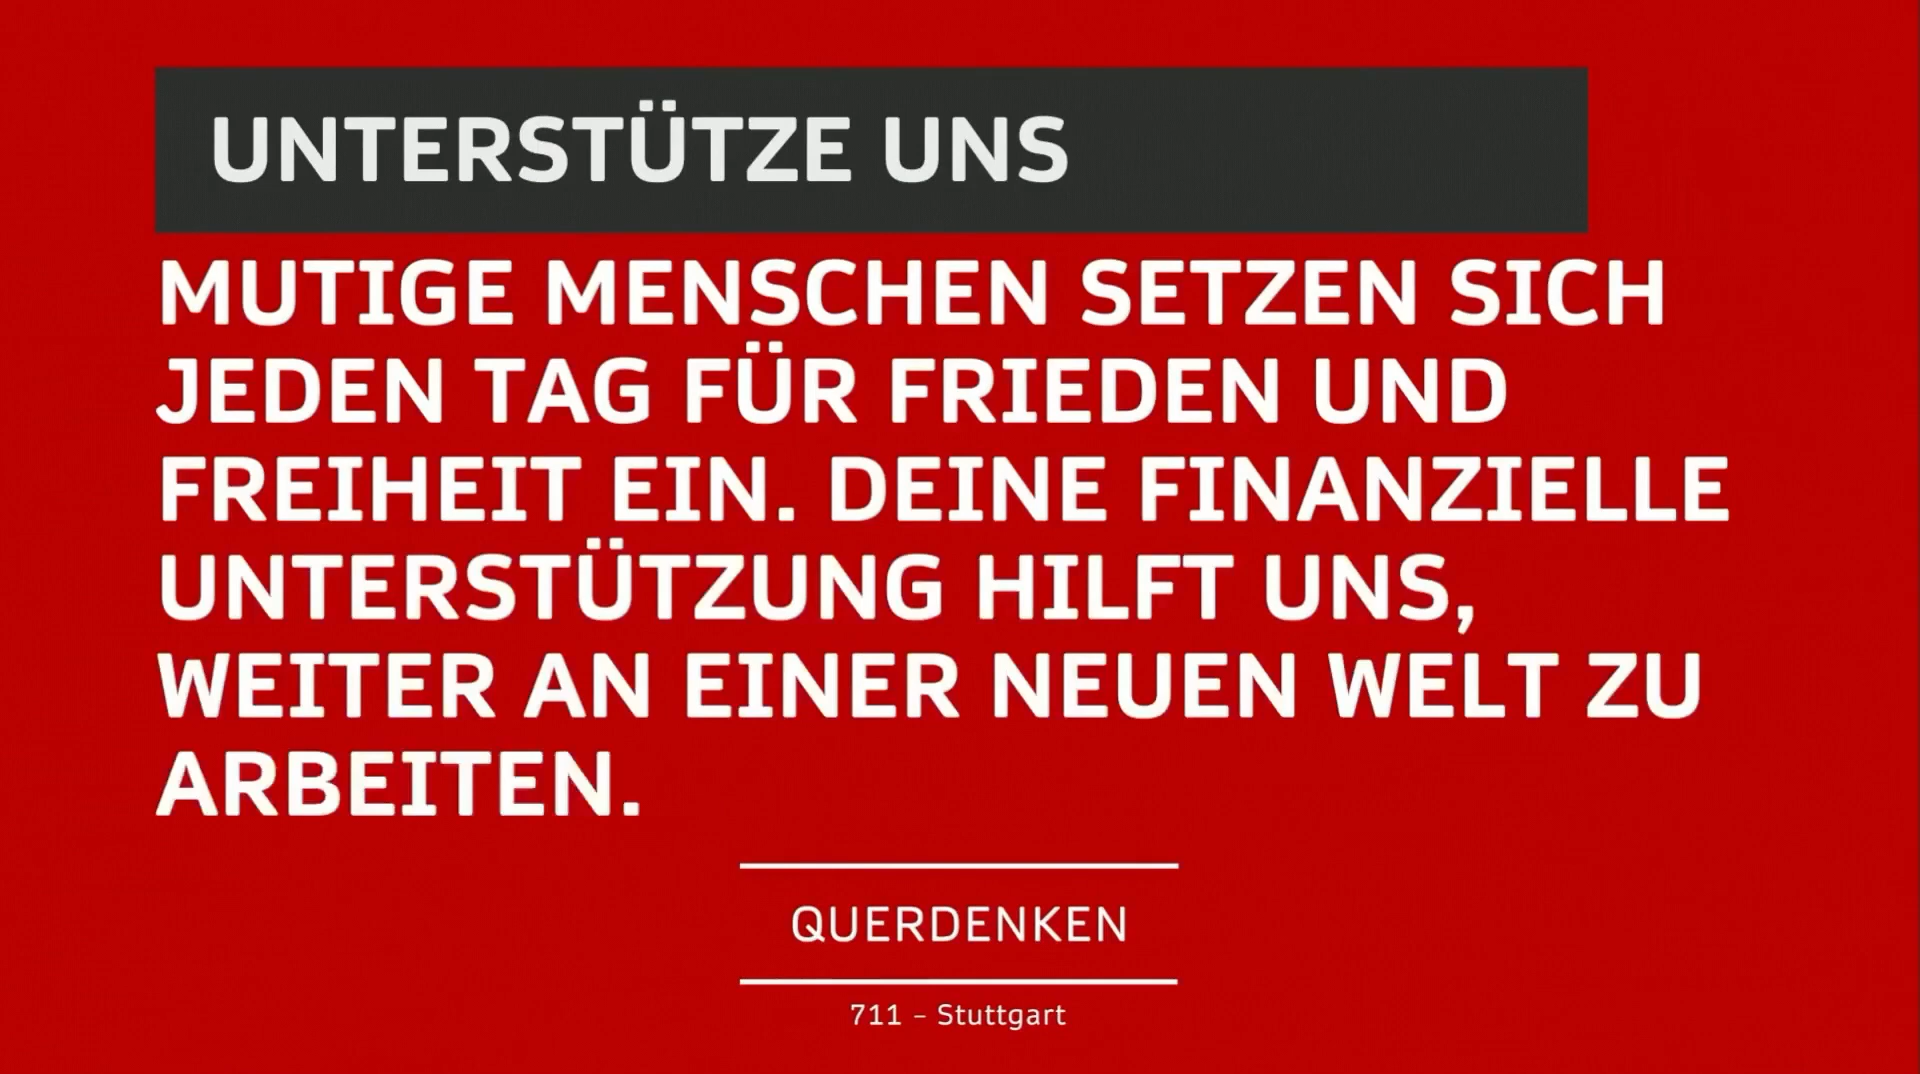 UNTERSTÜTZE UNS
MUTIGE MENSCHEN SETZEN SICH
JEDEN TAG FÜR FRIEDEN UND
FREIHEIT EIN. DEINE FINANZIELLE
UNTERSTÜTZUNG HILFT UNS,
WEITER AN EINER NEUEN WELT ZU
ARBEITEN.
QUERDENKEN
711 – Stuttgart